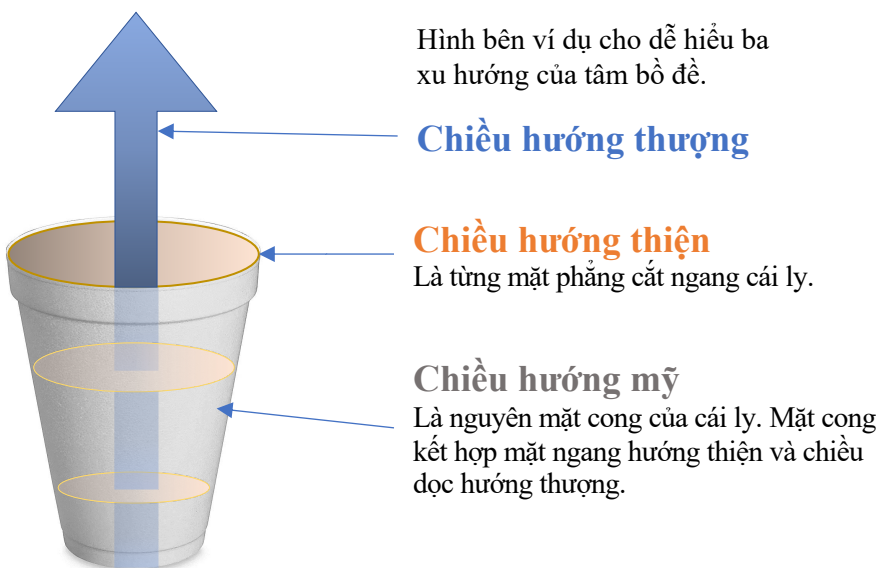 Hình bên ví dụ cho dễ hiểu ba
xu hướng của tâm bồ đề.
Chiều hướng thượng
Chiều hướng thiện
Là từng mặt phẳng cắt ngang cái ly.
Chiều hướng mỹ
Là nguyên mặt cong của cái ly. Mặt cong
kết hợp mặt ngang hướng thiện và chiều
dọc hướng thượng.